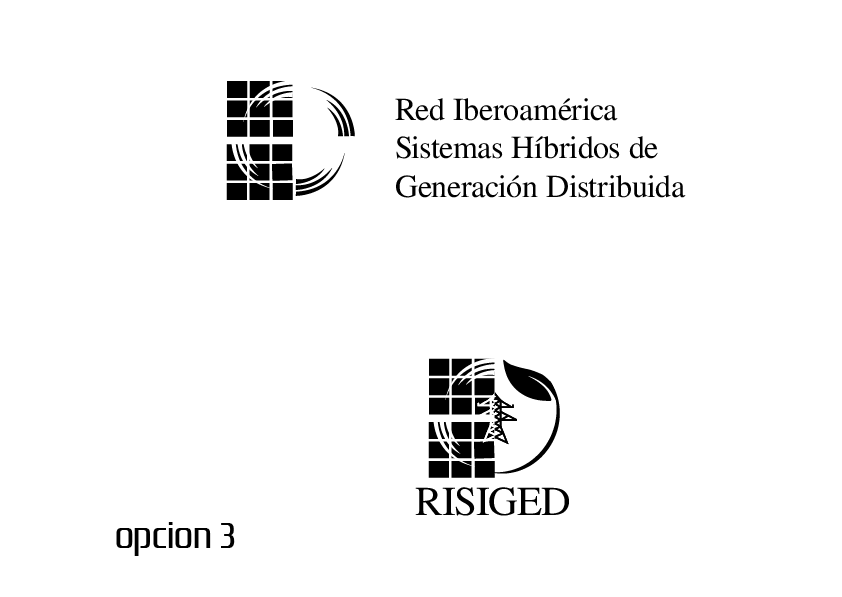 Red Iberoamérica
Sistemas Híbridos de
Generación Distribuida
RISIGED
opcion 3